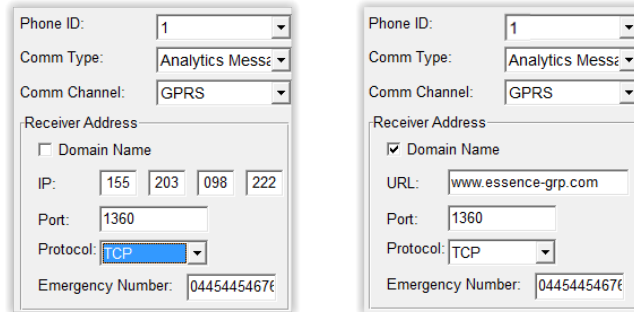 Phone ID: 1
Comm Type: Analytics Messa
Comm Channel: GPRS
Receiver Address
Domain Name
IP: 155 203 098 222
Port: 1360
Protocol: TCP
Emergency Number: 04454454676
Phone ID: 1
Comm Type: Analytics Messa
Comm Channel: GPRS
Receiver Address
Domain Name
URL: www.essence-grp.com
Port: 1360
Protocol: TCP
Emergency Number: 04454454676